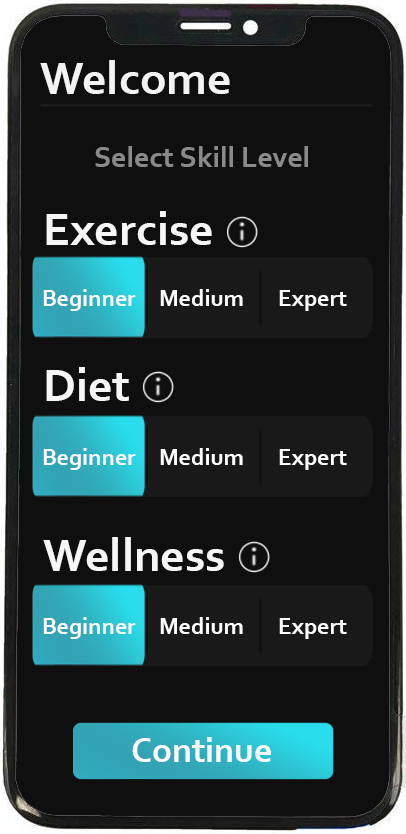 Welcome
Select Skill Level
Exercise
Beginner Medium Expert
Diet
Beginner Medium Expert
Wellness
Beginner Medium Expert
Continue